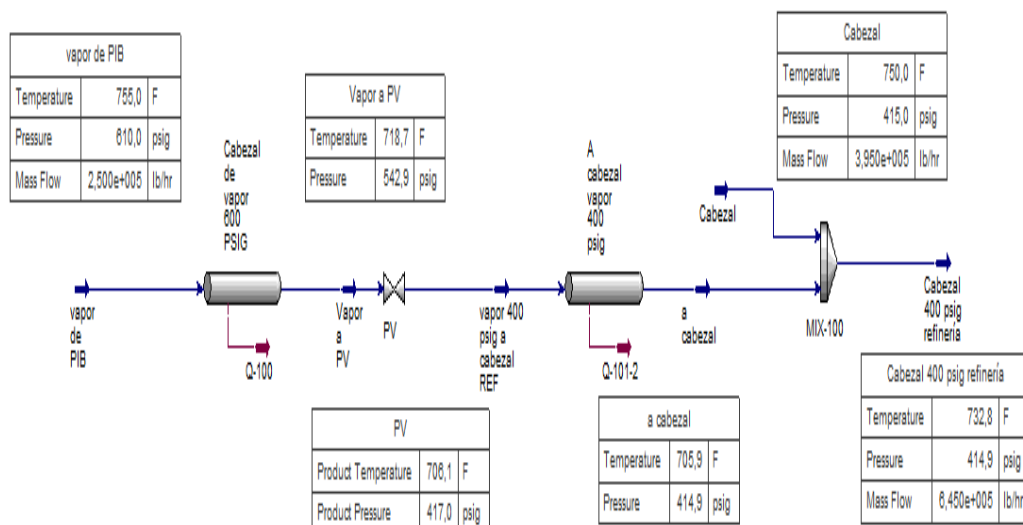 vapor de PIB
Temperature 755,0 F
Pressure 610,0 psig
Mass Flow 2,500e+005 lb/hr
Cabezal
de
vapor
600
PSIG
Vapor a PV
Temperature 718,7 F
Pressure 542,9 psig
A
cabezal
vapor
400
psig
Cabezal
Temperature 750,0 F
Pressure 415,0 psig
Mass Flow 3,950e+005 lb/hr
Cabezal
vapor
de
PIB
Q-100
Vapor
a
PV
PV
vapor 400
psig a
cabezal
REF
Q-101-2
a
cabezal
MIX-100
Cabezal
400 psig
refinería
PV
Product Temperature 706,1 F
Product Pressure 417,0 psig
a cabezal
Temperature 705,9 F
Pressure 414,9 psig
Cabezal 400 psig refinería
Temperature 732,8 F
Pressure 414,9 psig
Mass Flow 6,450e+005 lb/hr